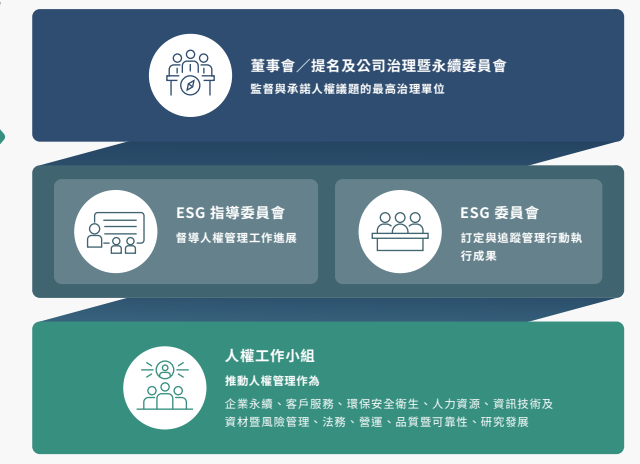 董事會／提名及公司治理暨永續委員會
監督與承諾人權議題的最高治理單位
ESG 指導委員會
督導人權管理工作進展
ESG 委員會
訂定與追蹤管理行動執
行成果
人權工作小組
推動人權管理作為
企業永續、客戶服務、環保安全衛生、人力資源、資訊技術及
資材暨風險管理、法務、營運、品質暨可靠性、研究發展